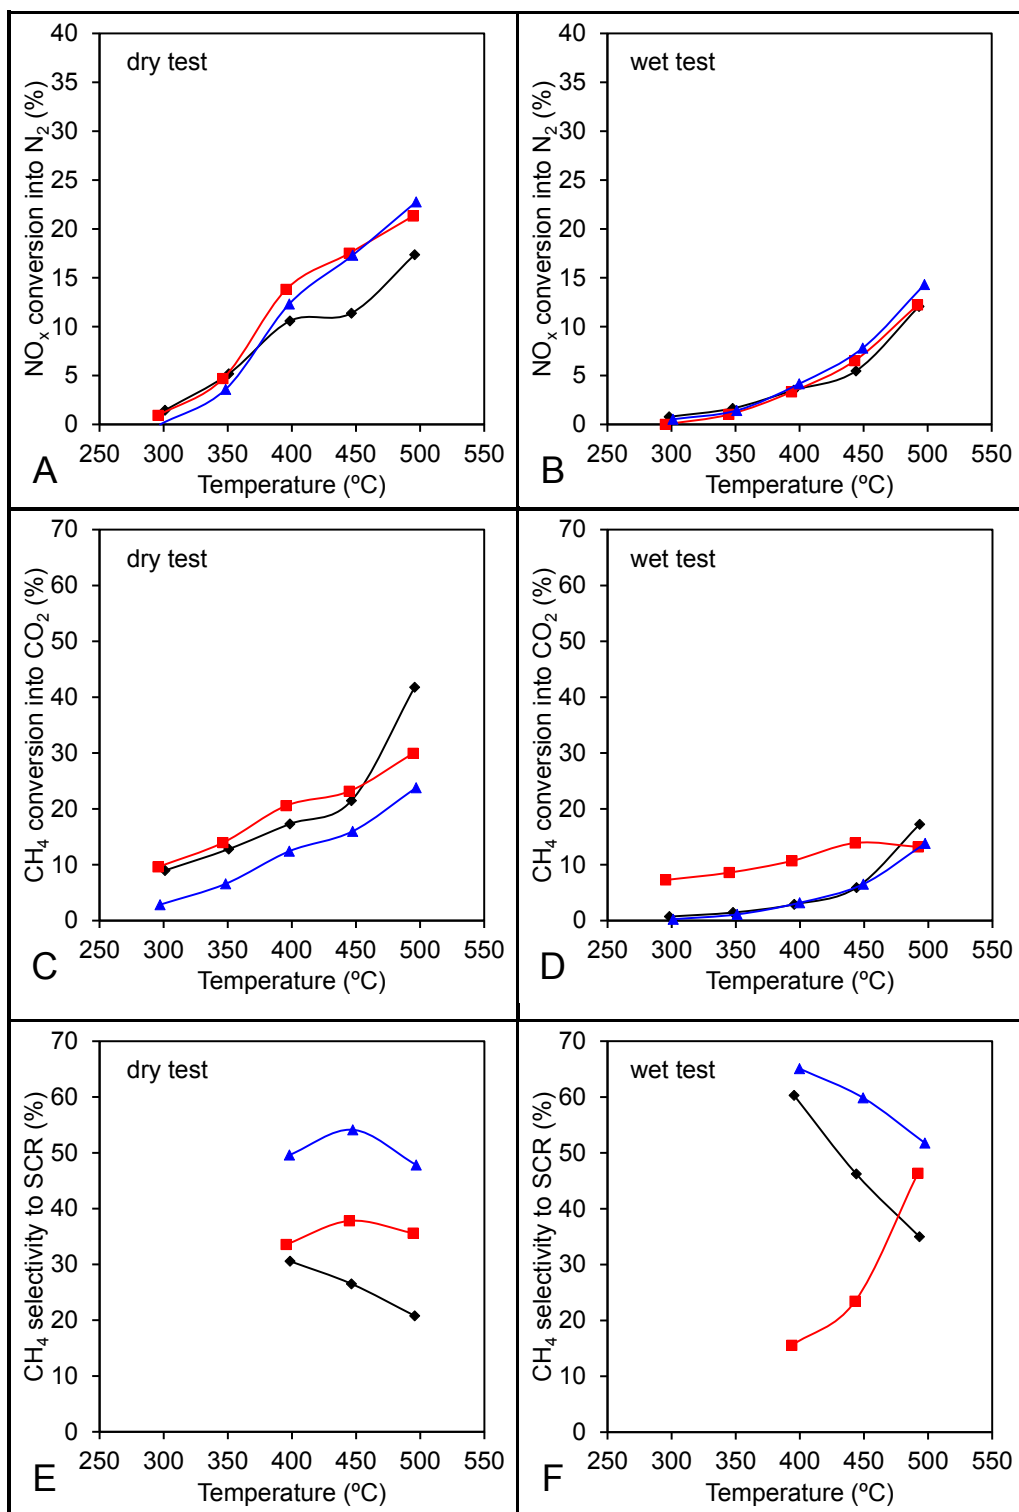 dry test
NOx conversion into N2 (%)
40
35
30
25
20
15
10
5
0
250 300 350 400 450 500 550
Temperature (ºC)
A
wet test
NOx conversion into N2 (%)
40
35
30
25
20
15
10
5
0
250 300 350 400 450 500 550
Temperature (ºC)
B
dry test
CH4 conversion into CO2 (%)
70
60
50
40
30
20
10
0
250 300 350 400 450 500 550
Temperature (ºC)
C
wet test
CH4 conversion into CO2 (%)
70
60
50
40
30
20
10
0
250 300 350 400 450 500 550
Temperature (ºC)
D
dry test
CH4 selectivity to SCR (%)
70
60
50
40
30
20
10
0
250 300 350 400 450 500 550
Temperature (ºC)
E
wet test
CH4 selectivity to SCR (%)
70
60
50
40
30
20
10
0
250 300 350 400 450 500 550
Temperature (ºC)
F